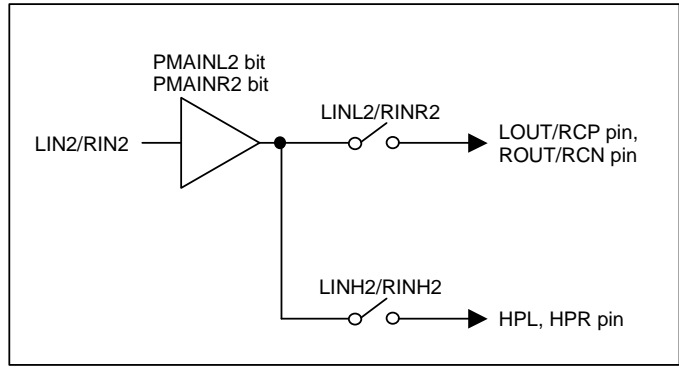 PMAINL2 bit
PMAINR2 bit
LINL2/RINR2
LIN2/RIN2
LOUT/RCP pin,
ROUT/RCN pin
LINH2/RINH2
HPL, HPR pin